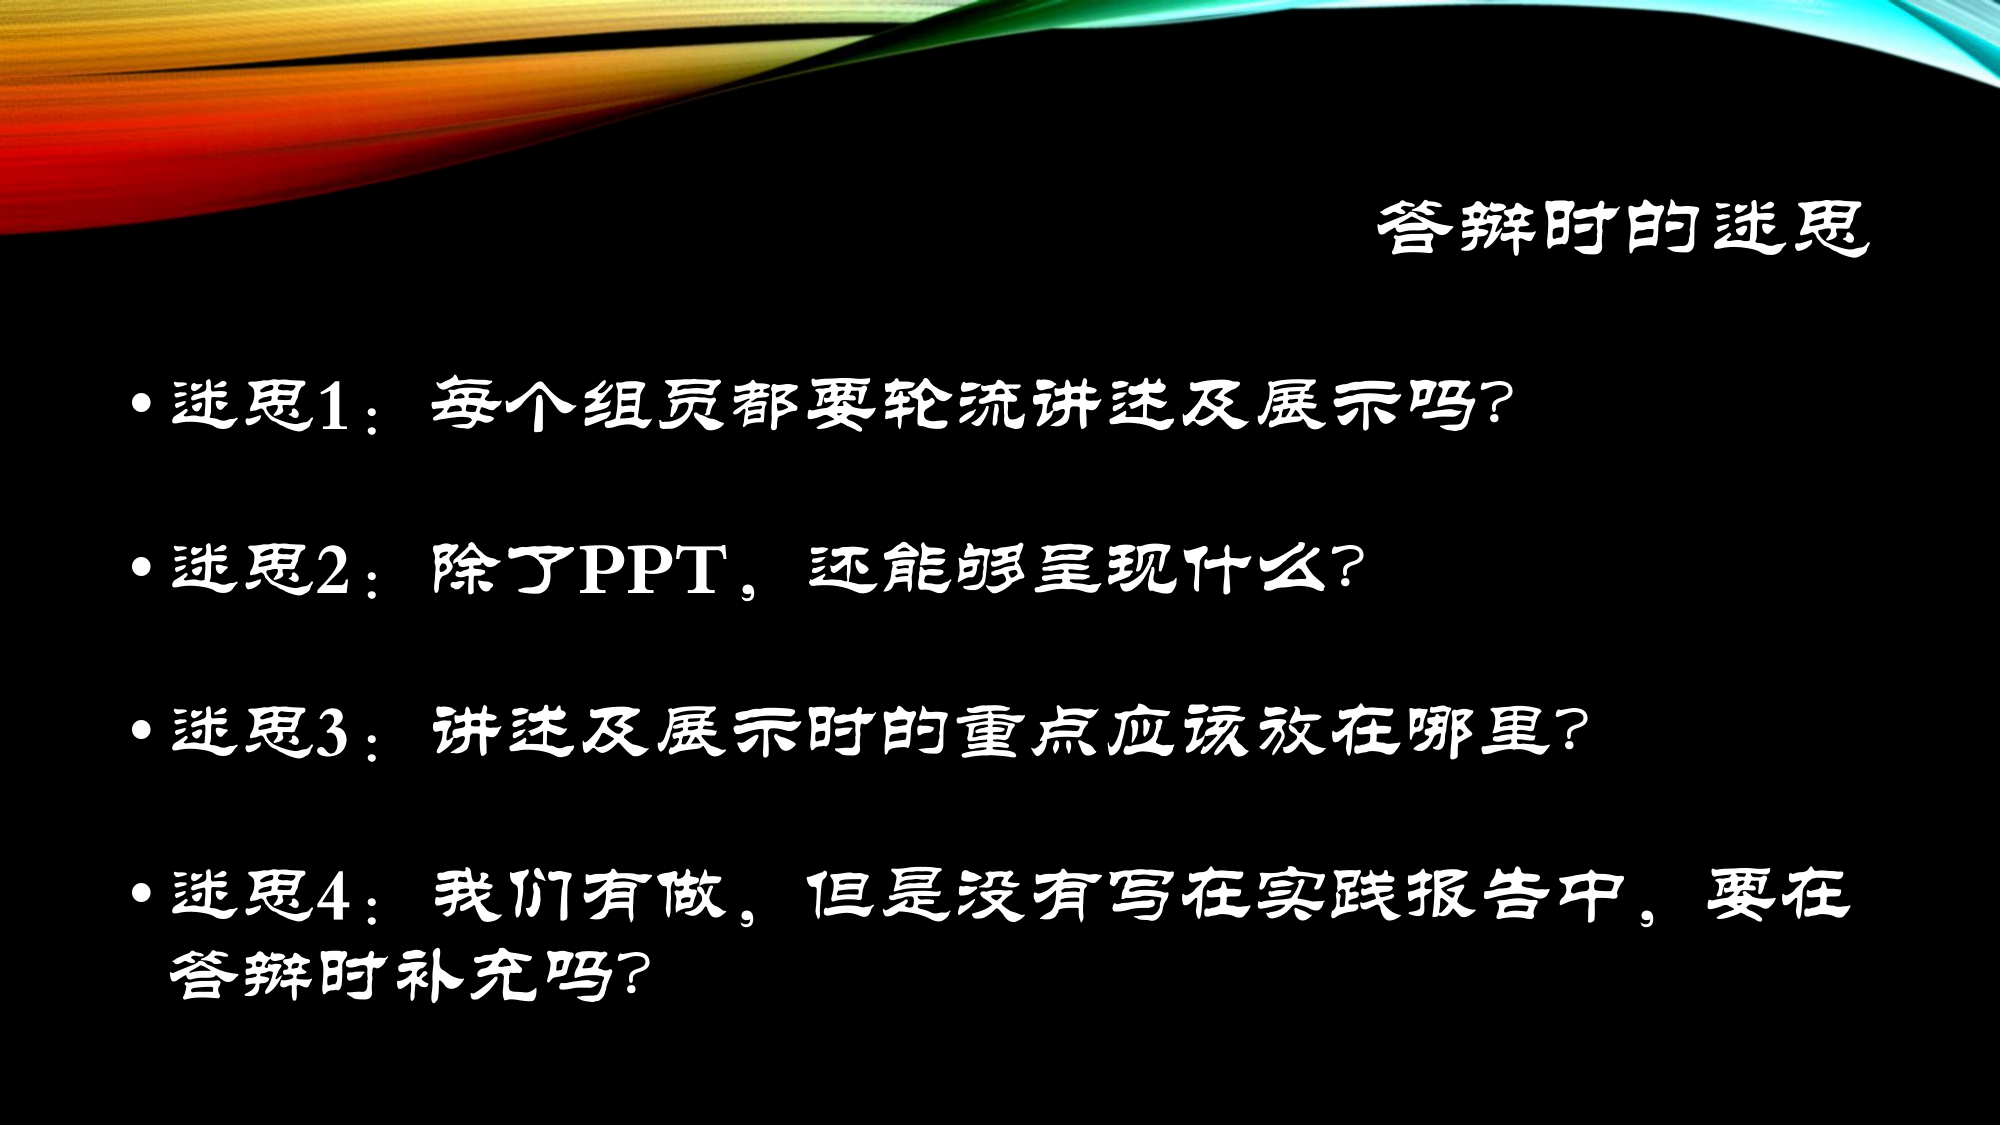 答辩时的迷思
• 迷思1：每个组员都要轮流讲述及展示吗？
• 迷思2：除了PPT，还能够呈现什么？
• 迷思3：讲述及展示时的重点应该放在哪里？
• 迷思4：我们有做，但是没有写在实践报告中，要在
答辩时补充吗？